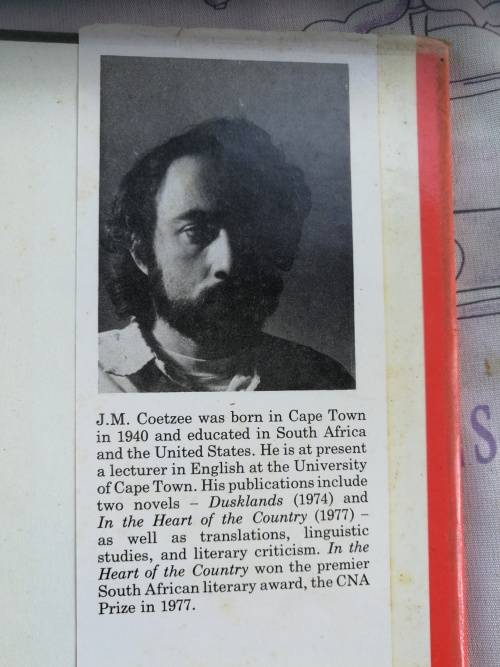 J.M. Coetzee was born in Cape Town
in 1940 and educated in South Africa
and the United States. He is at present
a lecturer in English at the University
of Cape Town. His publications include
two novels – Dusklands (1974) and
In the Heart of the Country (1977) –
as well as translations, linguistic
studies, and literary criticism. In the
Heart of the Country won the premier
South African literary award, the CNA
Prize in 1977.